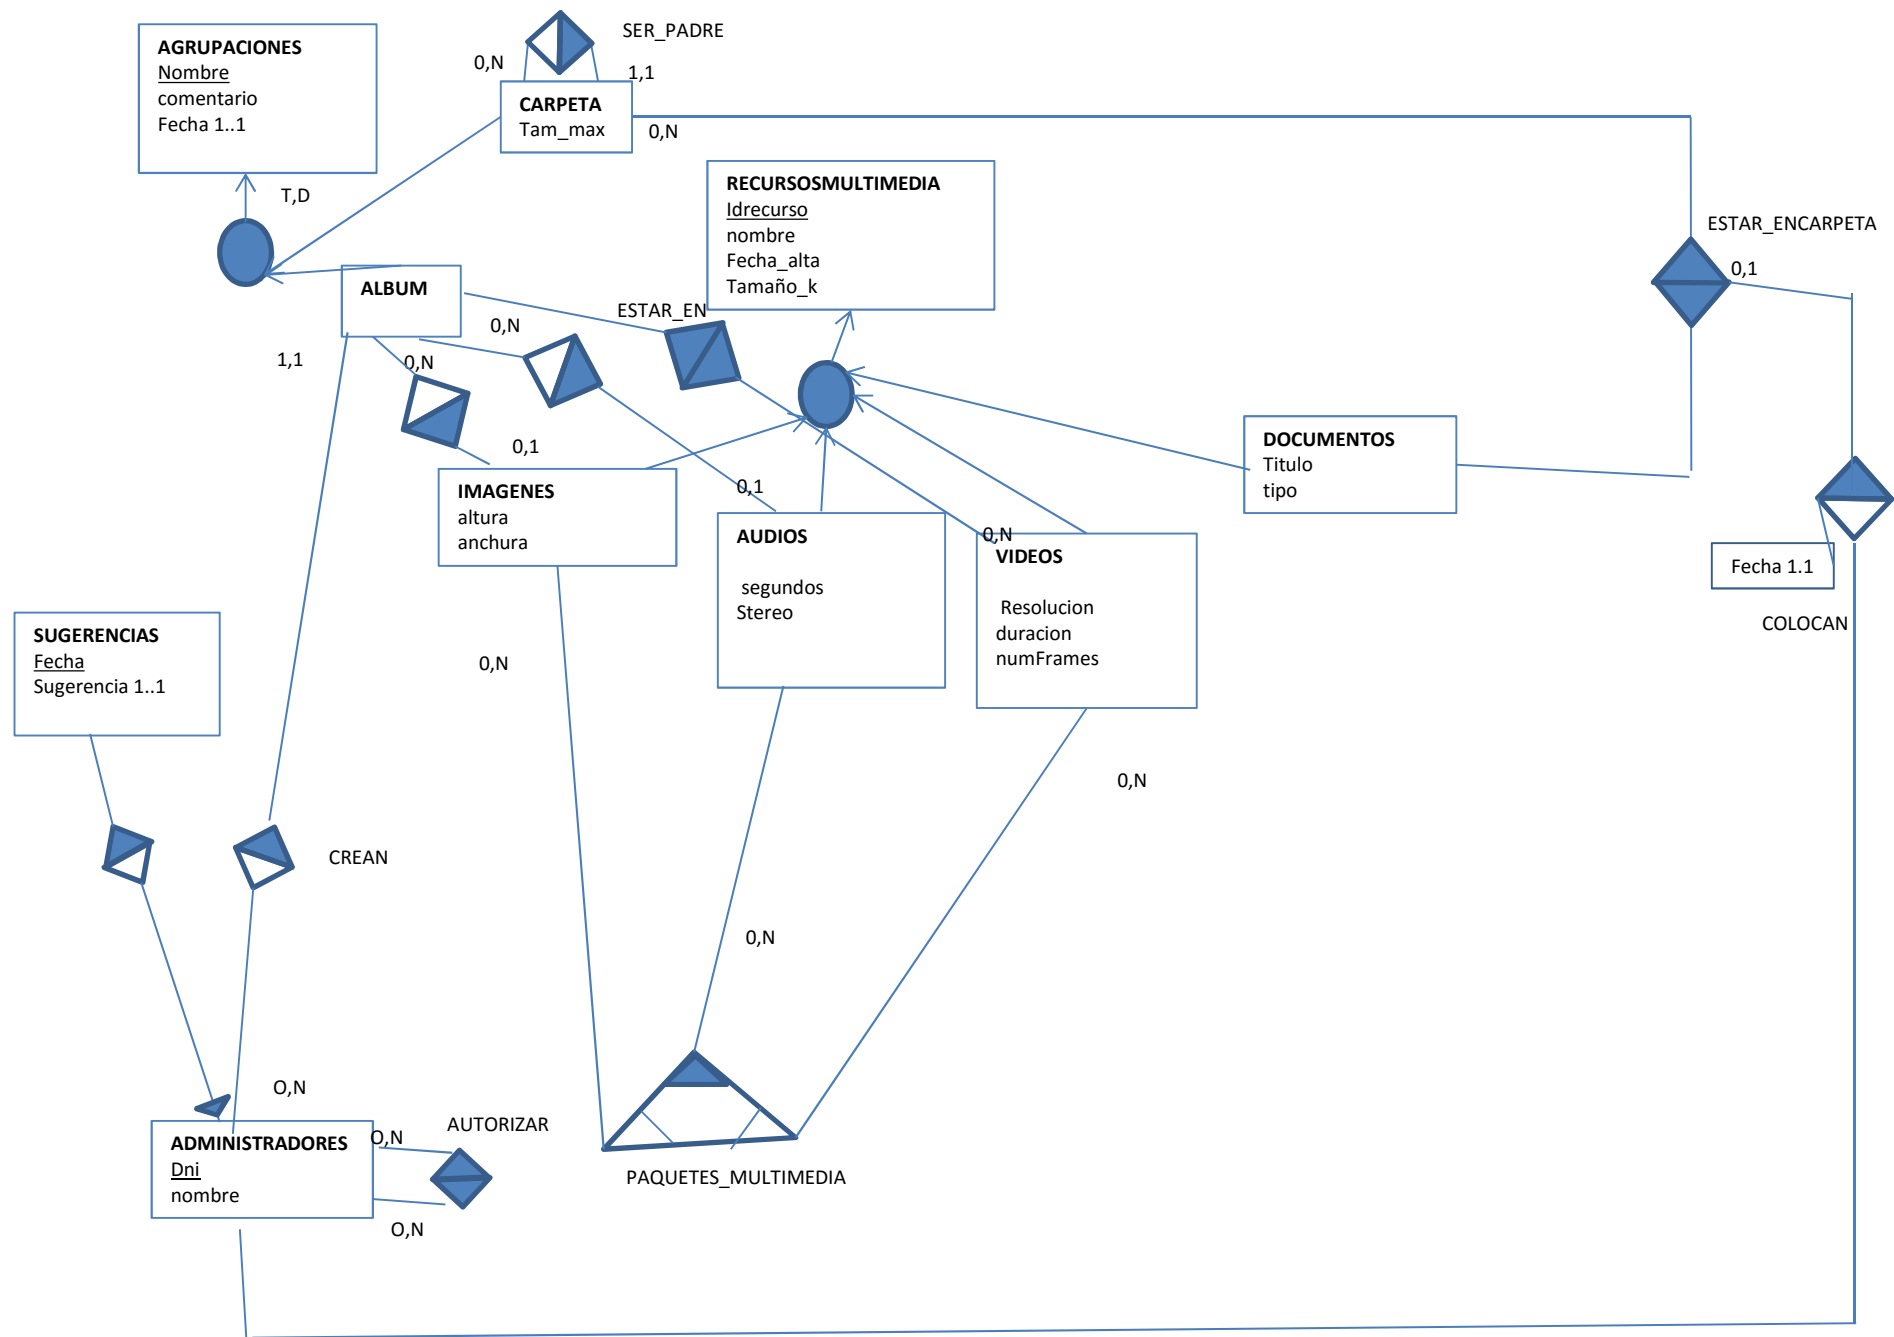 SER_PADRE
AGRUPACIONES
Nombre
comentario
Fecha 1..1
0,N
1,1
CARPETA
Tam_max
0,N
T,D
RECURSOSMULTIMEDIA
Idrecurso
nombre
Fecha_alta
Tamaño_k
ESTAR_ENCARPETA
0,1
ALBUM
ESTAR_EN
0,N
1,1
0,N
0,1
DOCUMENTOS
Titulo
tipo
IMAGENES
altura
anchura
0,1
AUDIOS
segundos
Stereo
0,N
VIDEOS
Resolucion
duracion
numFrames
Fecha 1.1
COLOCAN
SUGERENCIAS
Fecha
Sugerencia 1..1
0,N
0,N
CREAN
0,N
O,N
ADMINISTRADORES
Dni
nombre
O,N
AUTORIZAR
O,N
PAQUETES_MULTIMEDIA